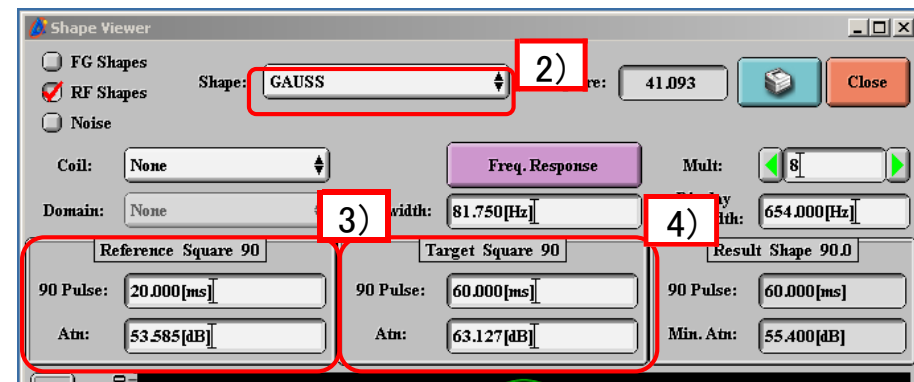 Shape Viewer
FG Shapes
RF Shapes
Noise
Shape: GAUSS
2)
re: 41.093
Close
Coil: None
Freq. Response
Mult: 8
Domain: None
3)
width: 81.750[Hz]
4)
y
th: 654.000[Hz]
Reference Square 90
90 Pulse: 20.000[ms]
Atn: 53.585[dB]
Target Square 90
90 Pulse: 60.000[ms]
Atn: 63.127[dB]
Result Shape 90.0
90 Pulse: 60.000[ms]
Min. Atn: 55.400[dB]